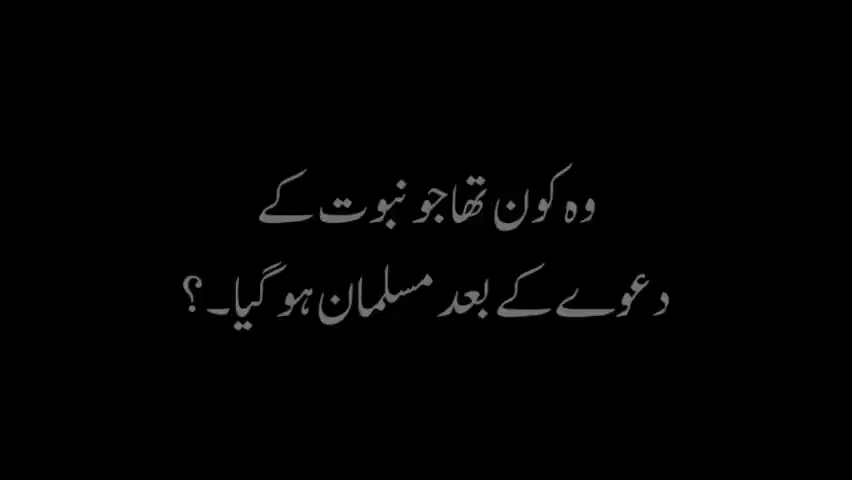 وہ کون تھا جو نبوت کے
دعوے کے بعد مسلمان ہو گیا۔؟